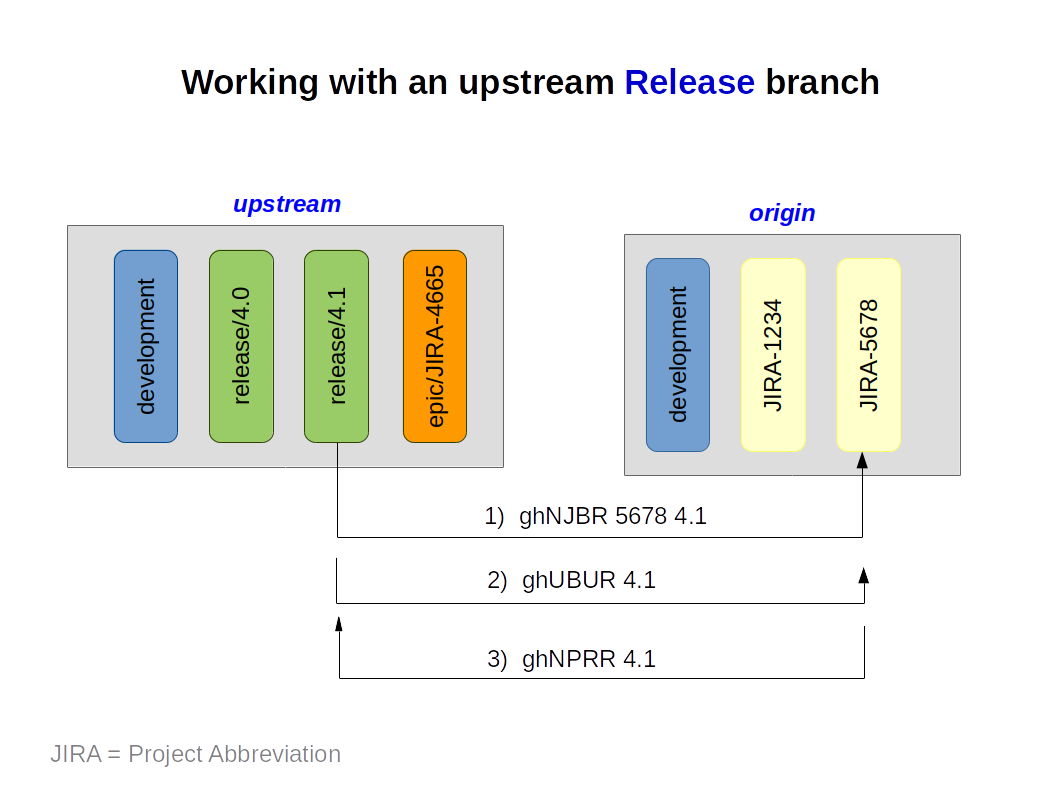 Working with an upstream Release branch
upstream
origin
development
release/4.0
release/4.1
epic/JIRA-4665
development
JIRA-1234
JIRA-5678
1)  ghNJBR 5678 4.1
2)  ghUBUR 4.1
3)  ghNPRR 4.1
JIRA = Project Abbreviation